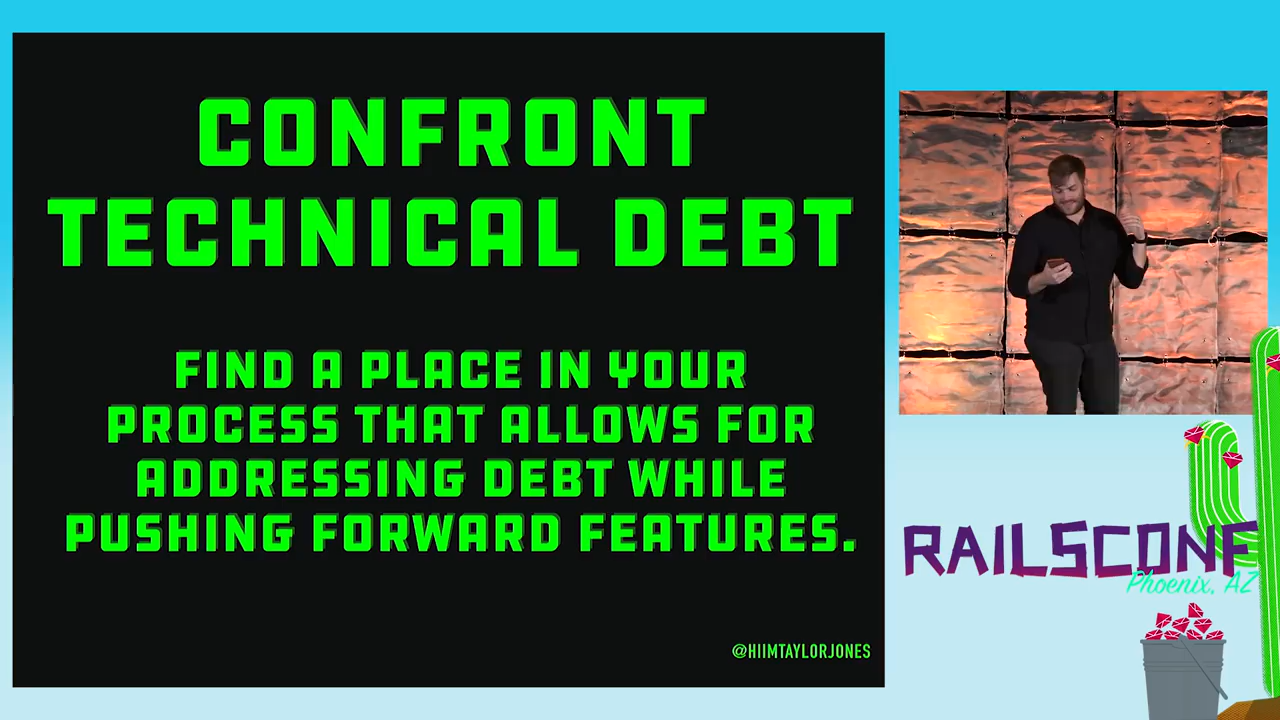 CONFRONT
TECHNICAL DEBT
FIND A PLACE IN YOUR
PROCESS THAT ALLOWS FOR
ADDRESSING DEBT WHILE
PUSHING FORWARD FEATURES.
@HIIMTAYLORJONES
RAILSCONF
Phoenix, AZ